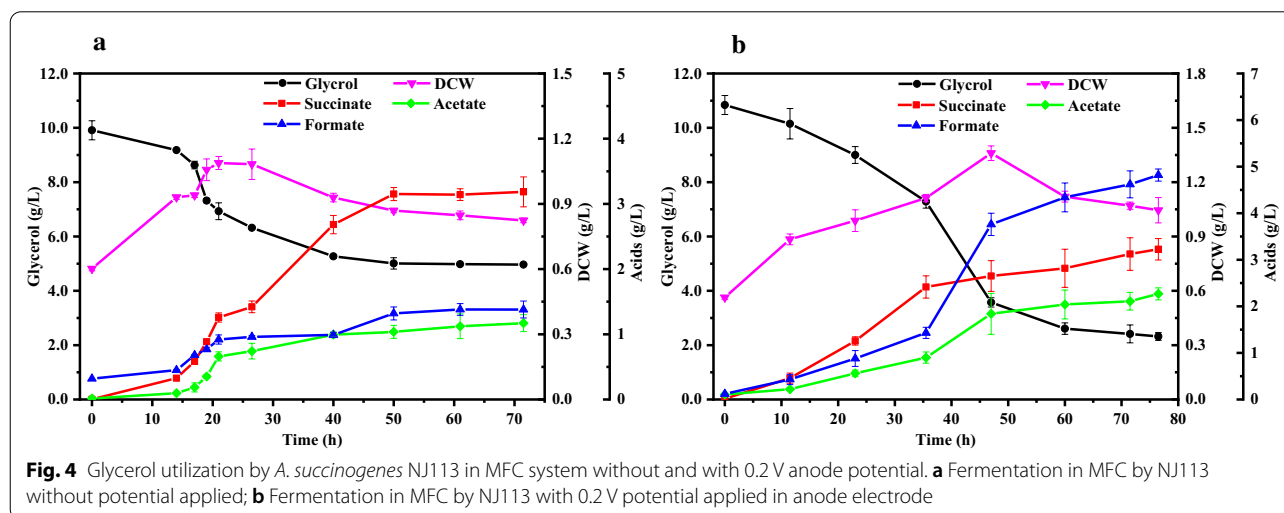 a
b
Glycrol
DCW
Succinate
Acetate
Formate
Glycrol
DCW
Succinate
Acetate
Formate
12.0
10.0
8.0
6.0
4.0
2.0
0.0
Glycerol (g/L)
1.5
1.2
0.9
0.6
0.3
0.0
DCW (g/L)
5
4
3
2
1
0
Acids (g/L)
0 10 20 30 40 50 60 70
Time (h)
12.0
10.0
8.0
6.0
4.0
2.0
0.0
Glycerol (g/L)
1.8
1.5
1.2
0.9
0.6
0.3
0.0
DCW (g/L)
7
6
5
4
3
2
1
0
Acids (g/L)
0 10 20 30 40 50 60 70 80
Time (h)
Fig. 4 Glycerol utilization by A. succinogenes NJ113 in MFC system without and with 0.2 V anode potential. a Fermentation in MFC by NJ113
without potential applied; b Fermentation in MFC by NJ113 with 0.2 V potential applied in anode electrode